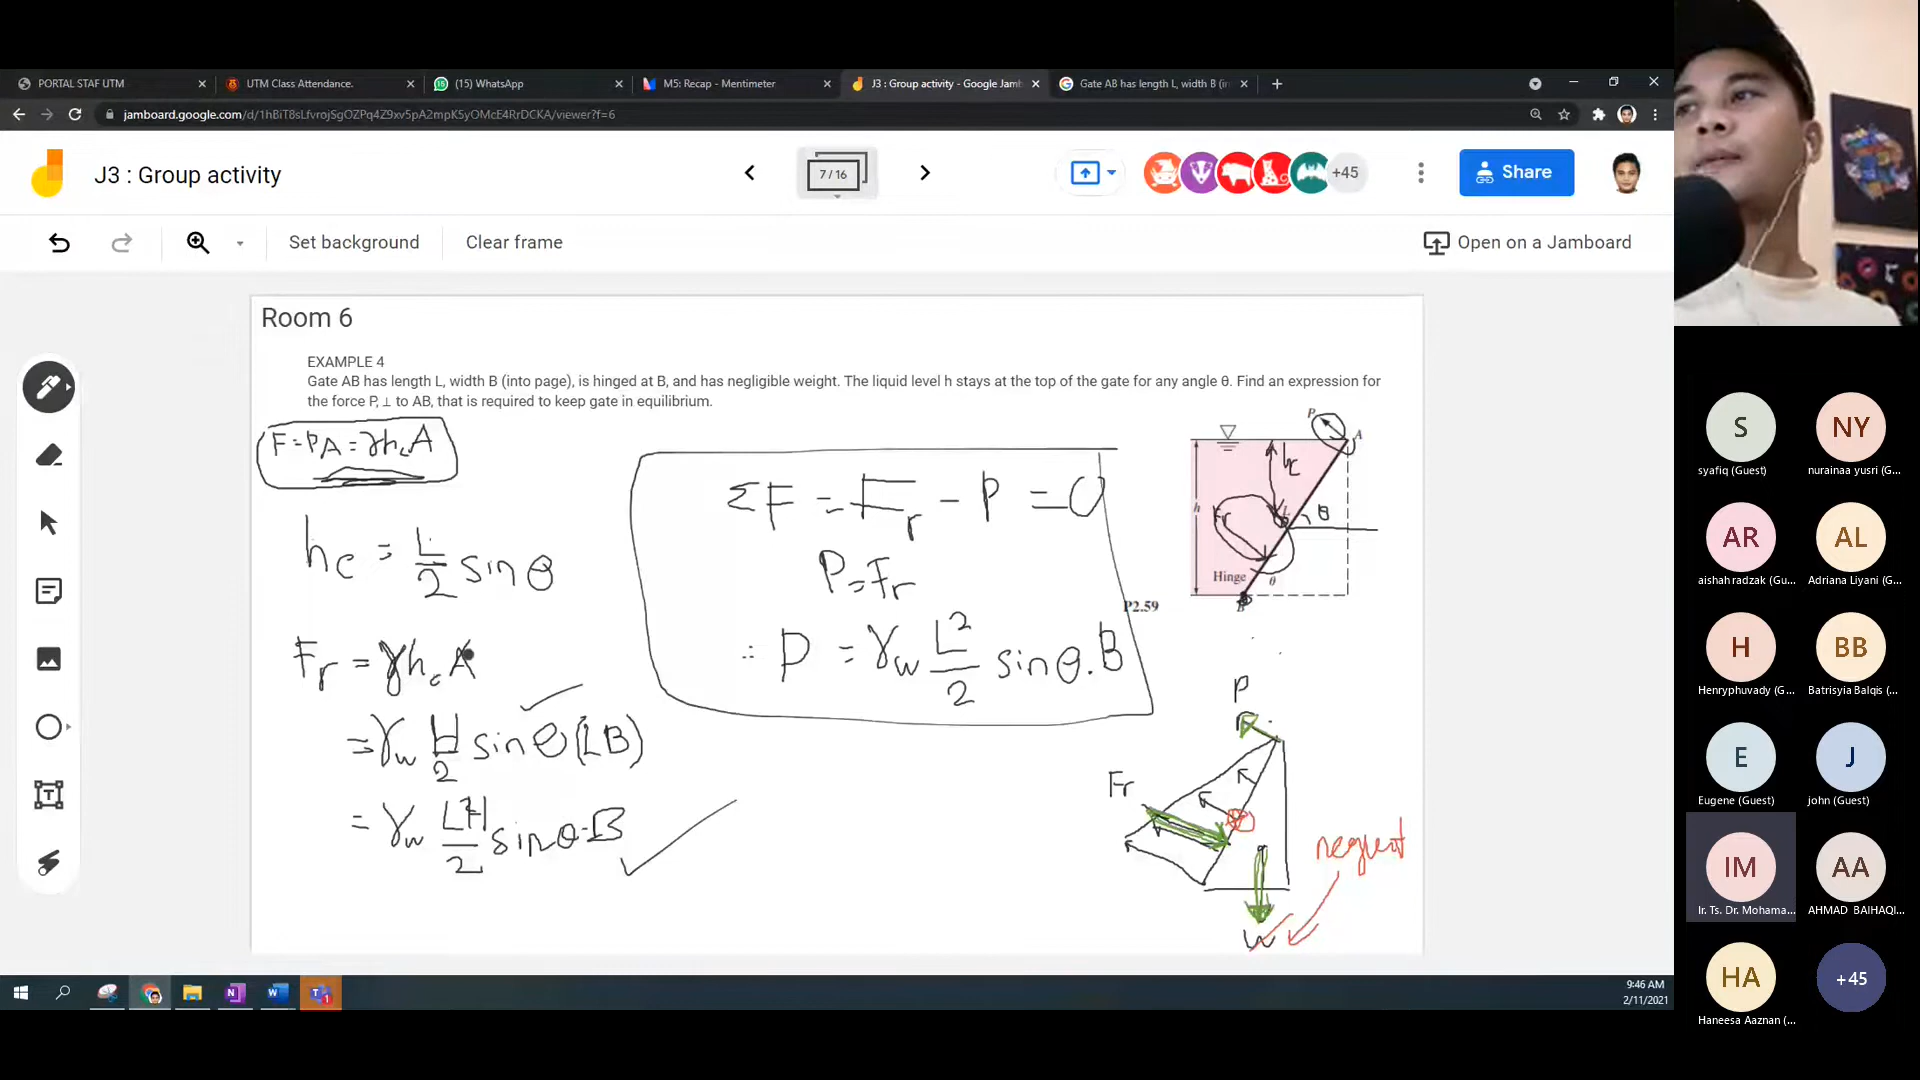 PORTAL STAF UTM
UTM Class Attendance.
(15) WhatsApp
M5: Recap - Mentimeter
J3 : Group activity - Google Jamb
Gate AB has length L, width B (in
jamboard.google.com/d/1hBiT8sLfvrojSgOZPq4Z9xv5pA2mpK5yOMcE4RrDCKA/viewer?f=6
J3 : Group activity
7 / 16
+45
Share
Set background
Clear frame
Open on a Jamboard
Room 6
EXAMPLE 4
Gate AB has length L, width B (into page), is hinged at B, and has negligible weight. The liquid level h stays at the top of the gate for any angle θ. Find an expression for
the force P, ⊥ to AB, that is required to keep gate in equilibrium.
F = PA = γh꜀A
hc = L/2 sin θ
Fr = γhcA
= γw L/2 sin θ (LB)
= γw L²/2 sin θ·B
ΣF = Fr - P = 0
P = Fr
∴ P = γw L²/2 sin θ.B
P
A
hc
h
Fr
L
θ
Hinge
θ
B
P2.59
P
Fr
neglect
W
S
syafiq (Guest)
NY
nurainaa yusri (G...
AR
aishah radzak (Gu...
AL
Adriana Liyani (G...
H
Henryphuvady (G...
BB
Batrisyia Balqis (...
E
Eugene (Guest)
J
john (Guest)
IM
Ir. Ts. Dr. Mohama...
AA
AHMAD BAIHAQI...
HA
Haneesa Aaznan (...
+45
9:46 AM
2/11/2021